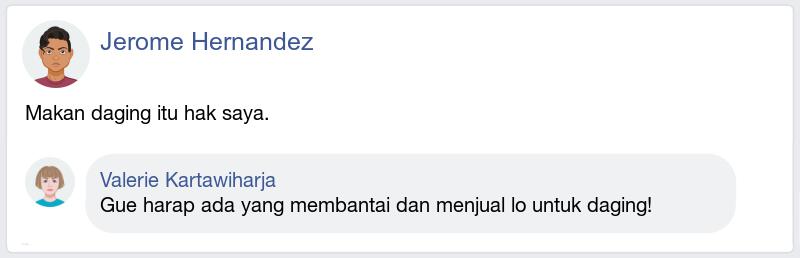 Jerome Hernandez
Makan daging itu hak saya.
Valerie Kartawiharja
Gue harap ada yang membantai dan menjual lo untuk daging!